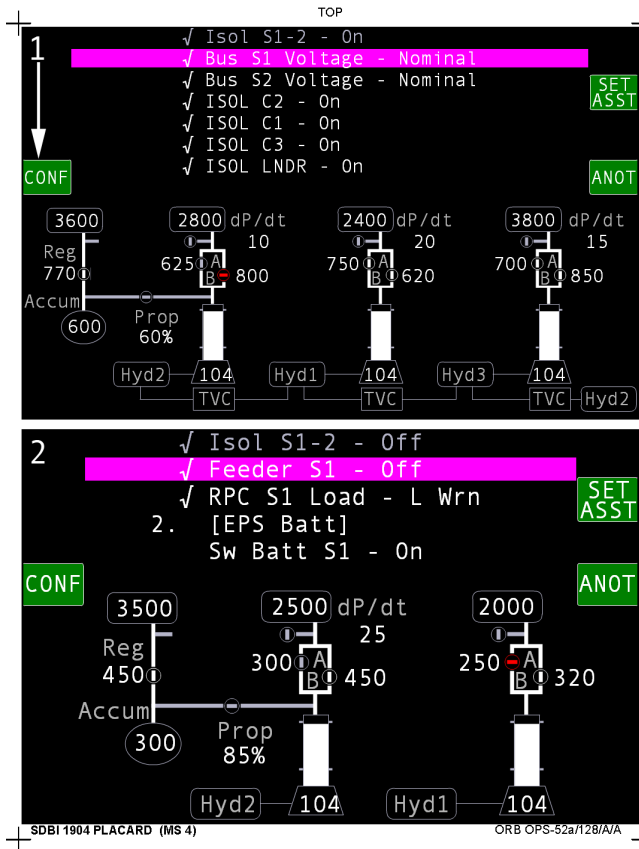 TOP
1
√ Isol S1-2 - On
√ Bus S1 Voltage - Nominal
√ Bus S2 Voltage - Nominal
√ ISOL C2 - On
√ ISOL C1 - On
√ ISOL C3 - On
√ ISOL LNDR - On
SET
ASST
CONF
ANOT
3600 2800 dP/dt 2400 dP/dt 3800 dP/dt
10 20 15
Reg
770 625 A 750 A 700 A
B 800 B 620 B 850
Accum
600
Prop
60%
Hyd2 104 Hyd1 104 Hyd3 104
TVC TVC TVC Hyd2
2
√ Isol S1-2 - Off
√ Feeder S1 - Off
√ RPC S1 Load - L Wrn
2. [EPS Batt]
Sw Batt S1 - On
SET
ASST
CONF
ANOT
3500 2500 dP/dt 2000
25
Reg
450 300 A 250 A
B 450 B 320
Accum
300
Prop
85%
Hyd2 104 Hyd1 104
SDBI 1904 PLACARD (MS 4)
ORB OPS-52a/128/A/A